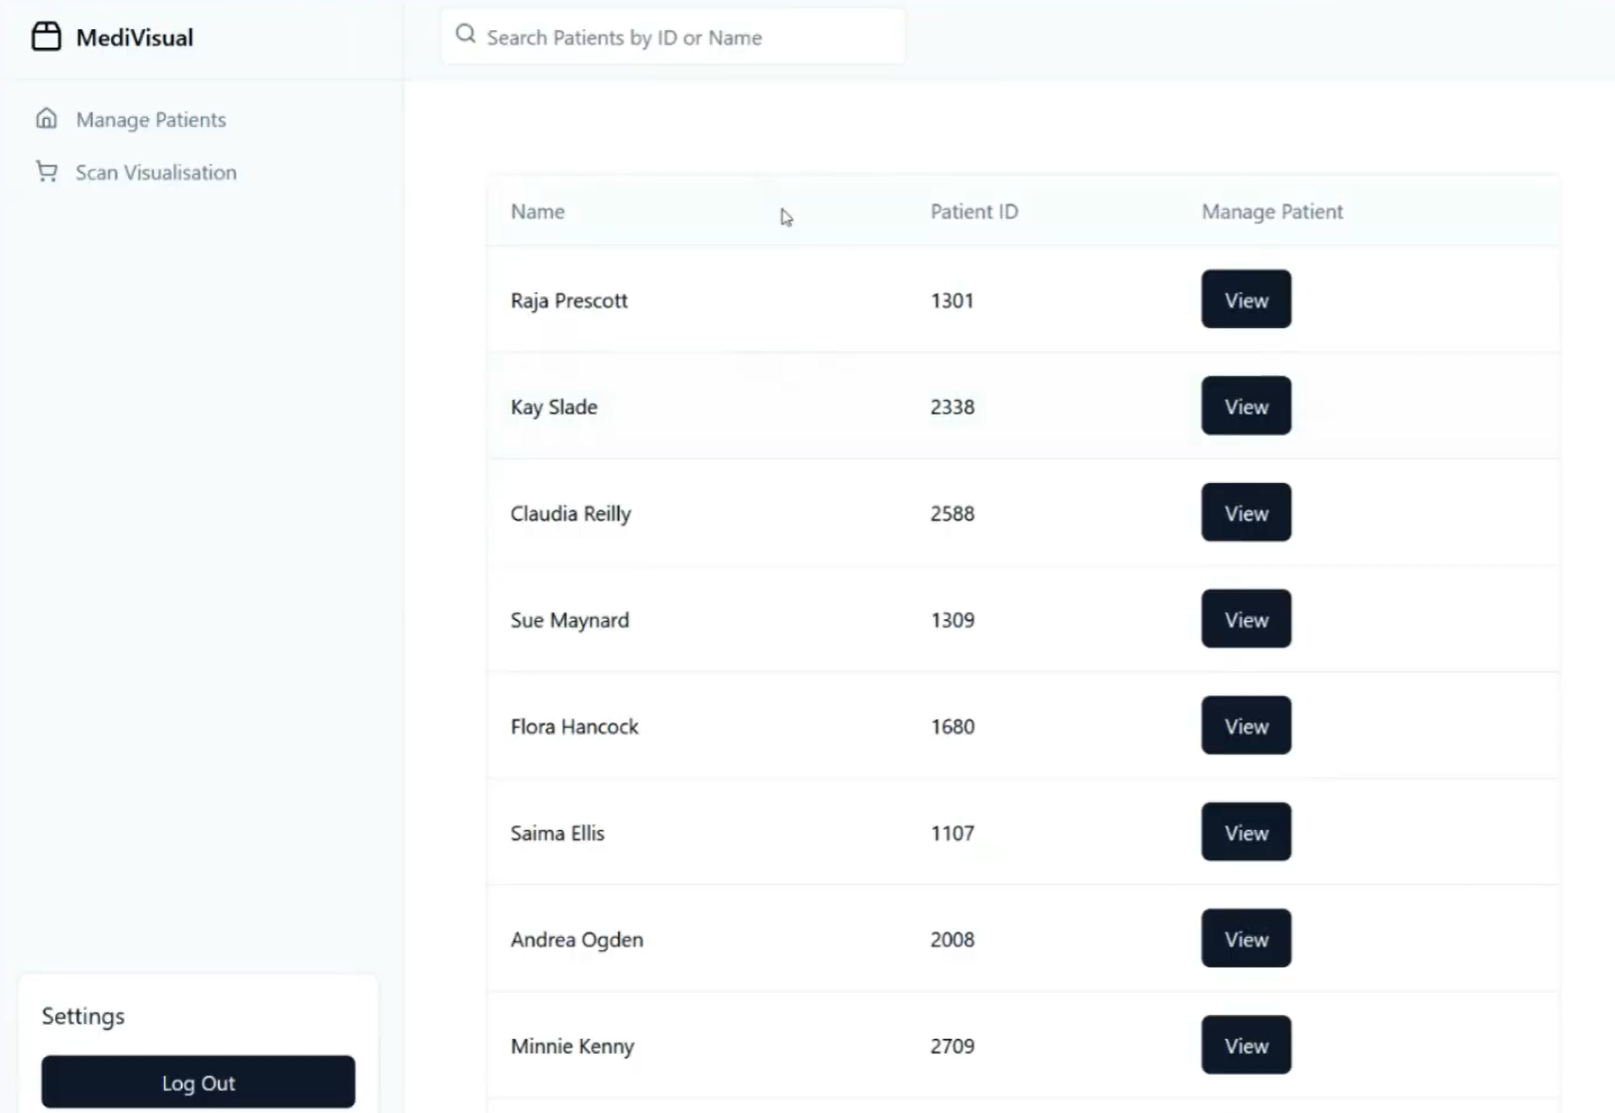 MediVisual
Search Patients by ID or Name
Manage Patients
Scan Visualisation
Name Patient ID Manage Patient
Raja Prescott 1301 View
Kay Slade 2338 View
Claudia Reilly 2588 View
Sue Maynard 1309 View
Flora Hancock 1680 View
Saima Ellis 1107 View
Andrea Ogden 2008 View
Minnie Kenny 2709 View
Settings
Log Out